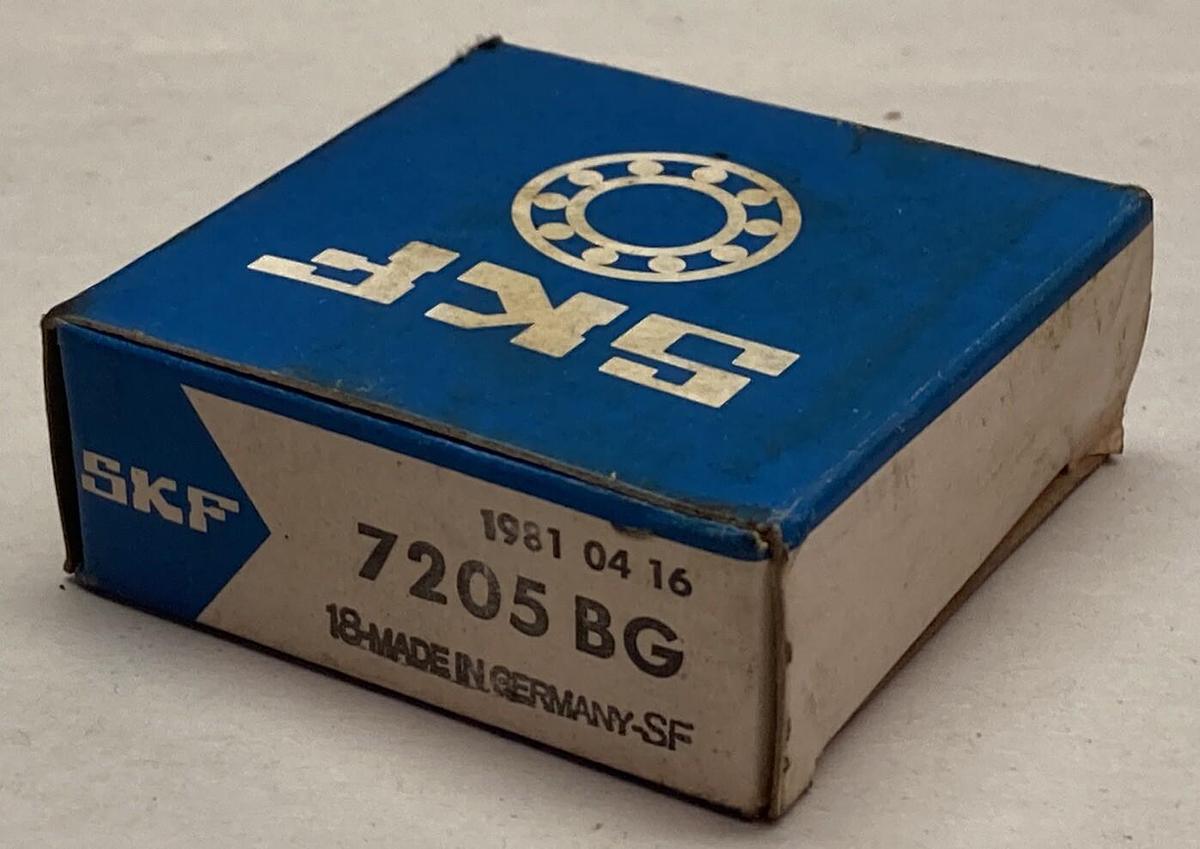 SKF
SKF
1981 04 16
7205 BG
18-MADE IN GERMANY-SF